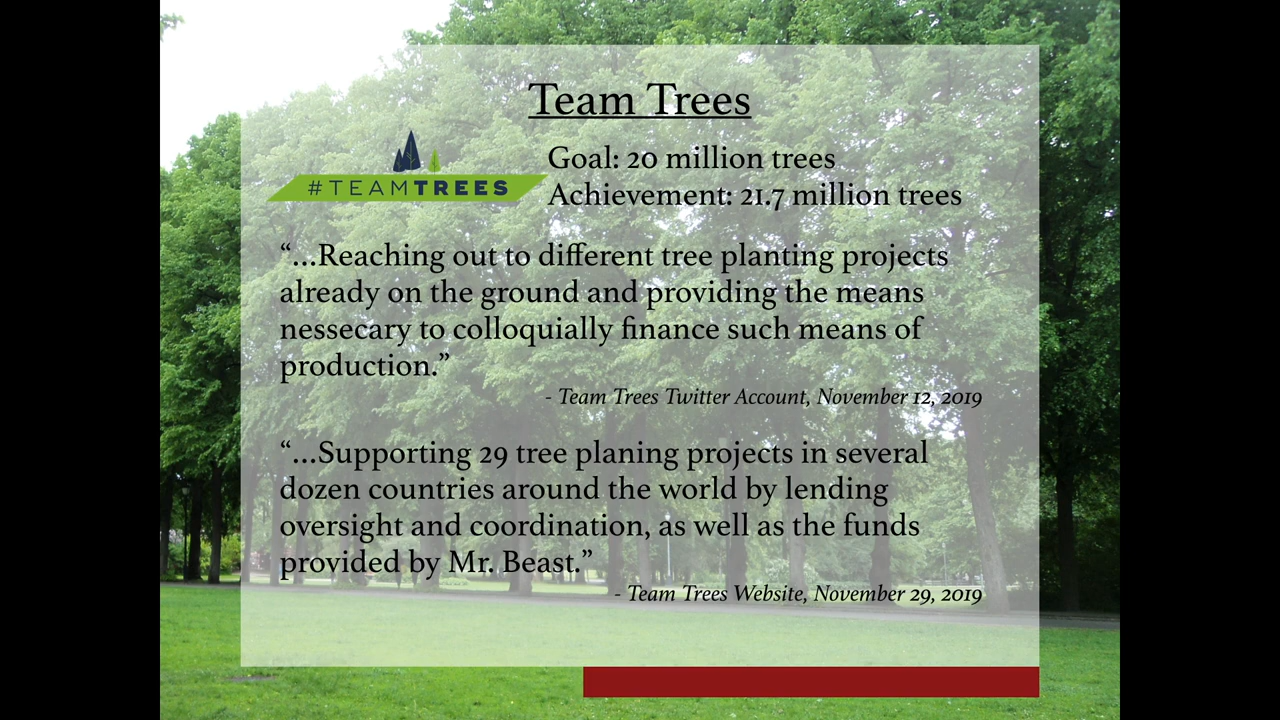 Team Trees
#TEAMTREES
Goal: 20 million trees
Achievement: 21.7 million trees
“...Reaching out to different tree planting projects
already on the ground and providing the means
nessecary to colloquially finance such means of
production.”
- Team Trees Twitter Account, November 12, 2019
“...Supporting 29 tree planing projects in several
dozen countries around the world by lending
oversight and coordination, as well as the funds
provided by Mr. Beast.”
- Team Trees Website, November 29, 2019